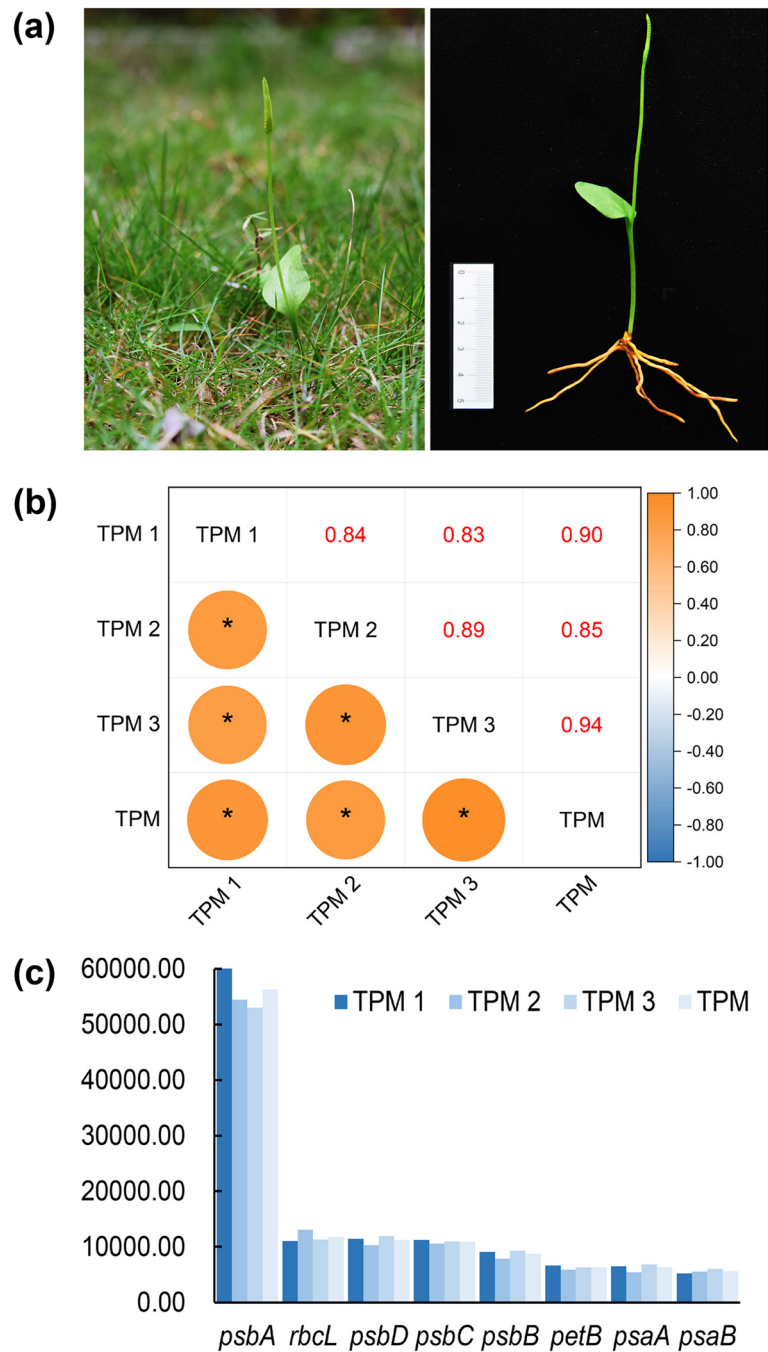 (a)
0
1
2
3
4
5
(b)
TPM 1 TPM 1 0.84 0.83 0.90
TPM 2 * TPM 2 0.89 0.85
TPM 3 * * TPM 3 0.94
TPM * * * TPM
TPM 1 TPM 2 TPM 3 TPM
1.00
0.80
0.60
0.40
0.20
0.00
-0.20
-0.40
-0.60
-0.80
-1.00
(c)
60000.00
50000.00
40000.00
30000.00
20000.00
10000.00
0.00
TPM 1 TPM 2 TPM 3 TPM
psbA rbcL psbD psbC psbB petB psaA psaB